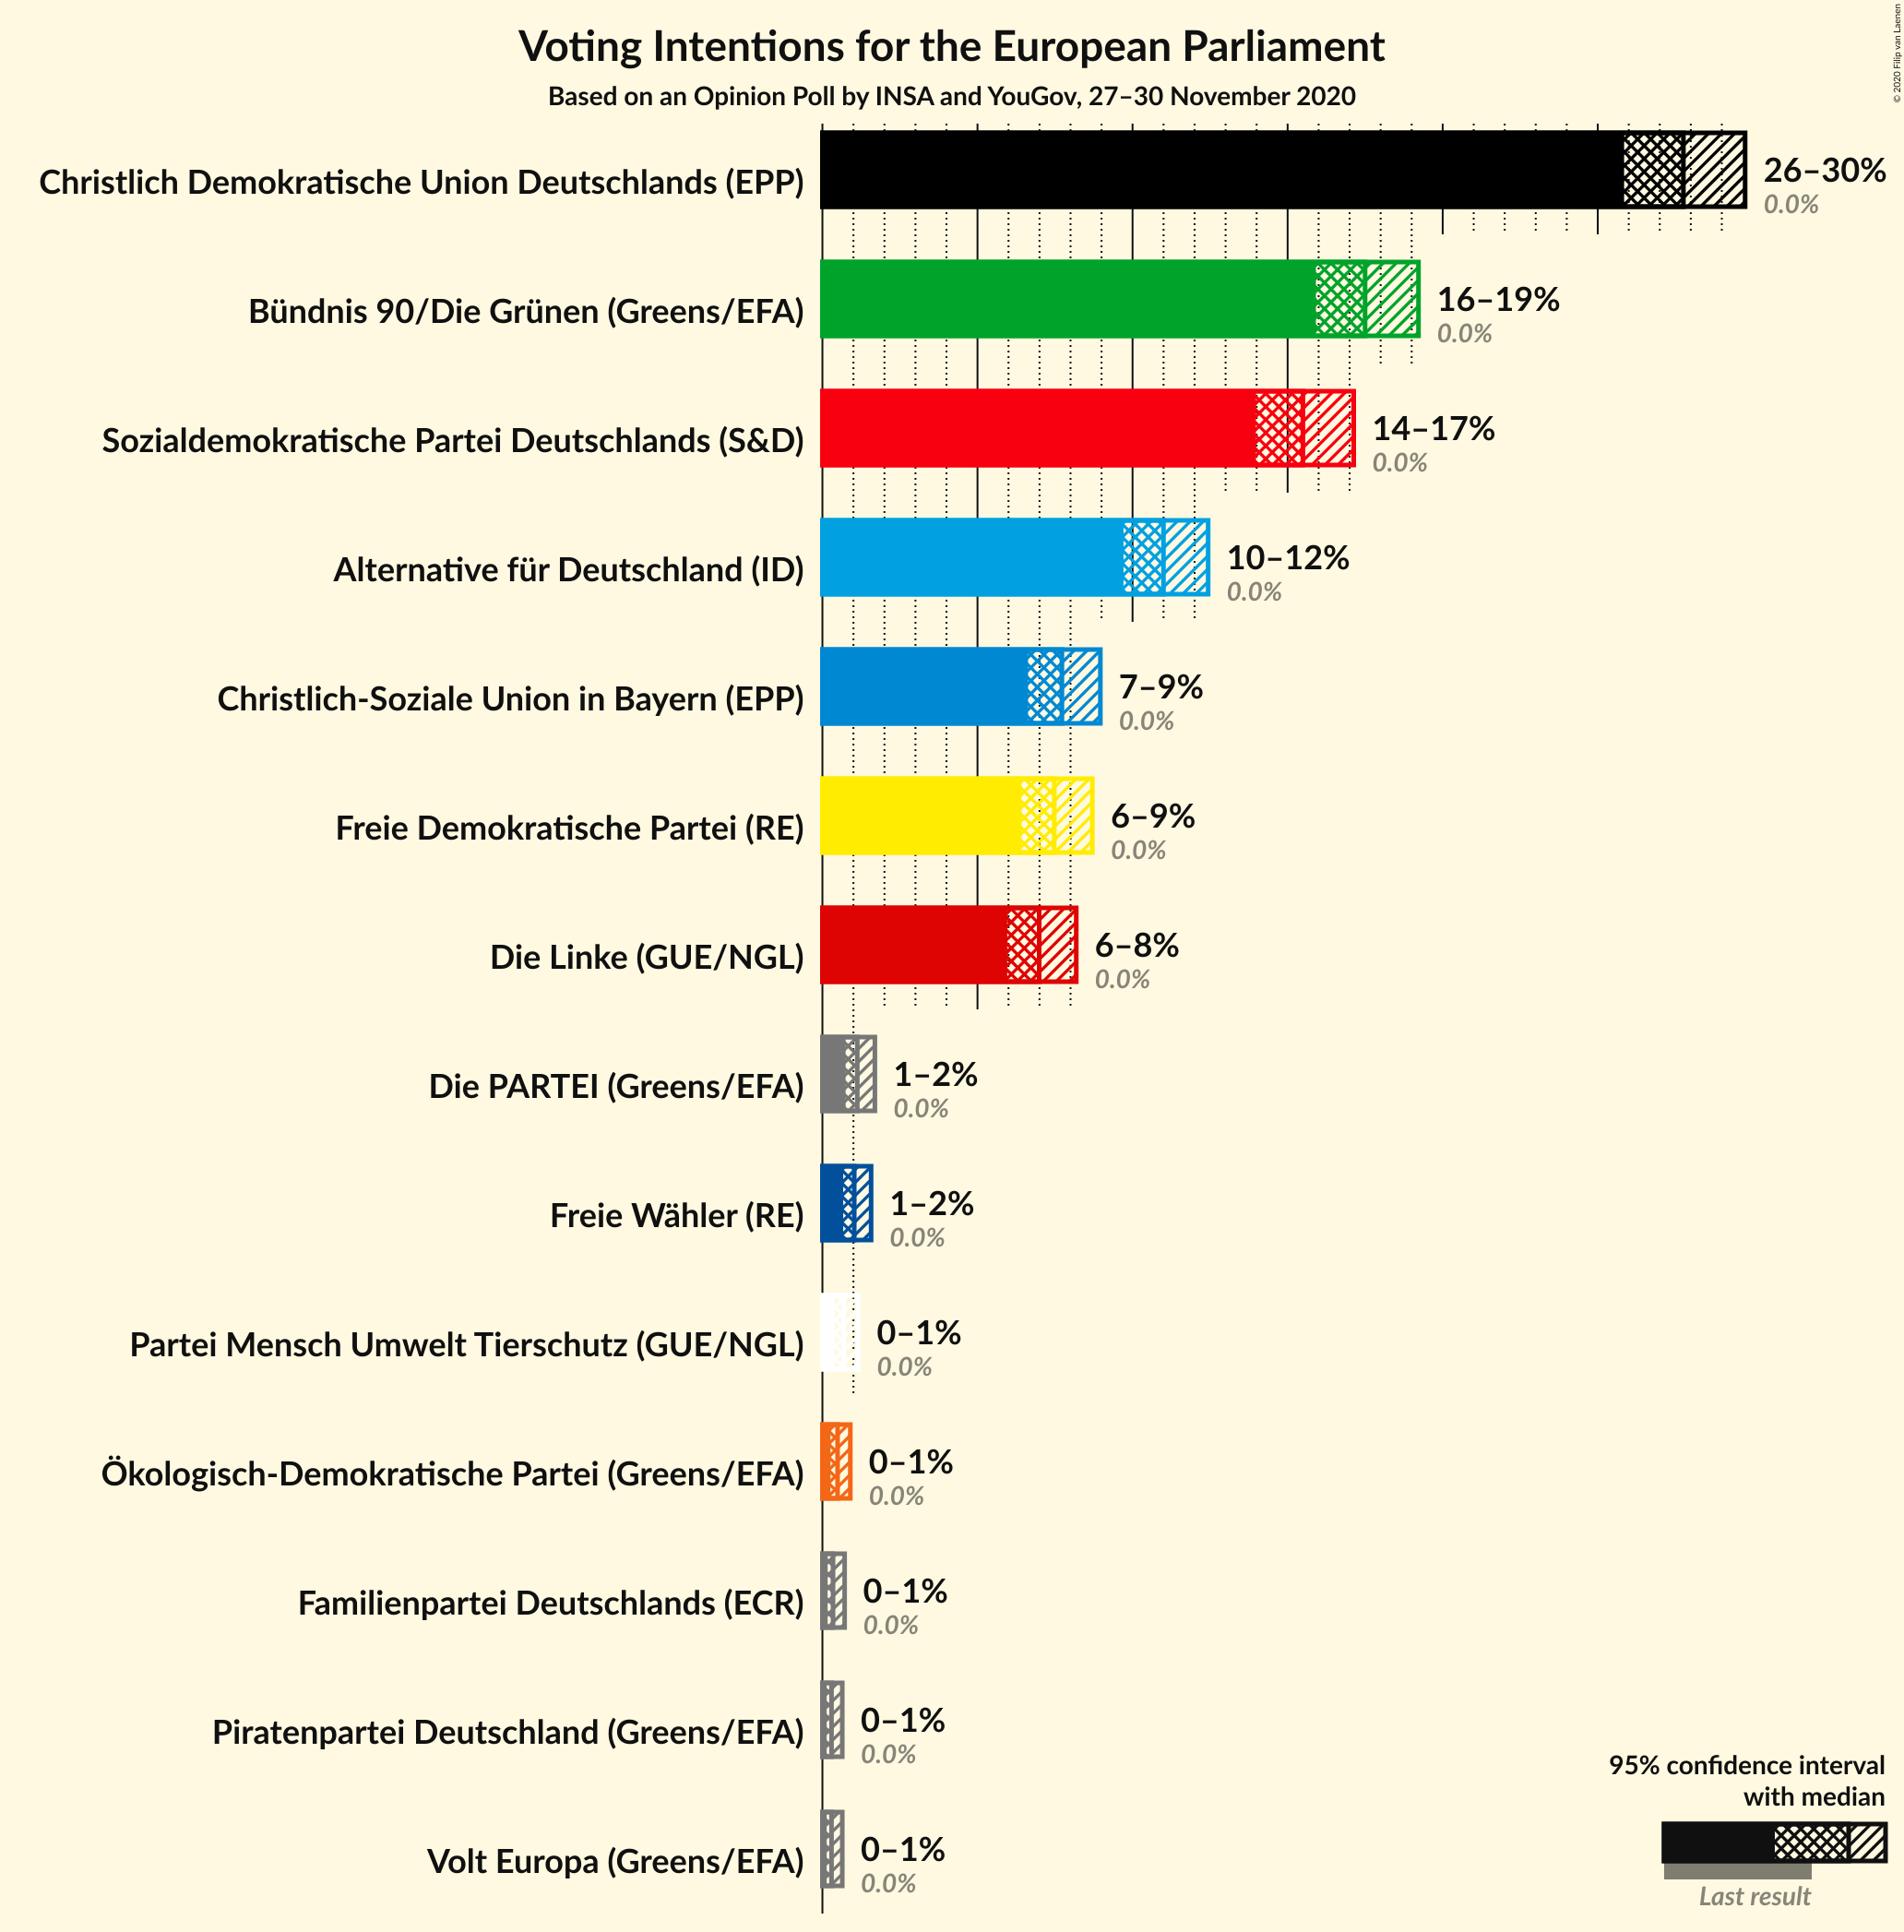 Voting Intentions for the European Parliament
Based on an Opinion Poll by INSA and YouGov, 27–30 November 2020
© 2020 Filip van Laenen
Christlich Demokratische Union Deutschlands (EPP)
26–30%
0.0%
Bündnis 90/Die Grünen (Greens/EFA)
16–19%
0.0%
Sozialdemokratische Partei Deutschlands (S&D)
14–17%
0.0%
Alternative für Deutschland (ID)
10–12%
0.0%
Christlich-Soziale Union in Bayern (EPP)
7–9%
0.0%
Freie Demokratische Partei (RE)
6–9%
0.0%
Die Linke (GUE/NGL)
6–8%
0.0%
Die PARTEI (Greens/EFA)
1–2%
0.0%
Freie Wähler (RE)
1–2%
0.0%
Partei Mensch Umwelt Tierschutz (GUE/NGL)
0–1%
0.0%
Ökologisch-Demokratische Partei (Greens/EFA)
0–1%
0.0%
Familienpartei Deutschlands (ECR)
0–1%
0.0%
Piratenpartei Deutschland (Greens/EFA)
0–1%
0.0%
Volt Europa (Greens/EFA)
0–1%
0.0%
95% confidence interval
with median
Last result